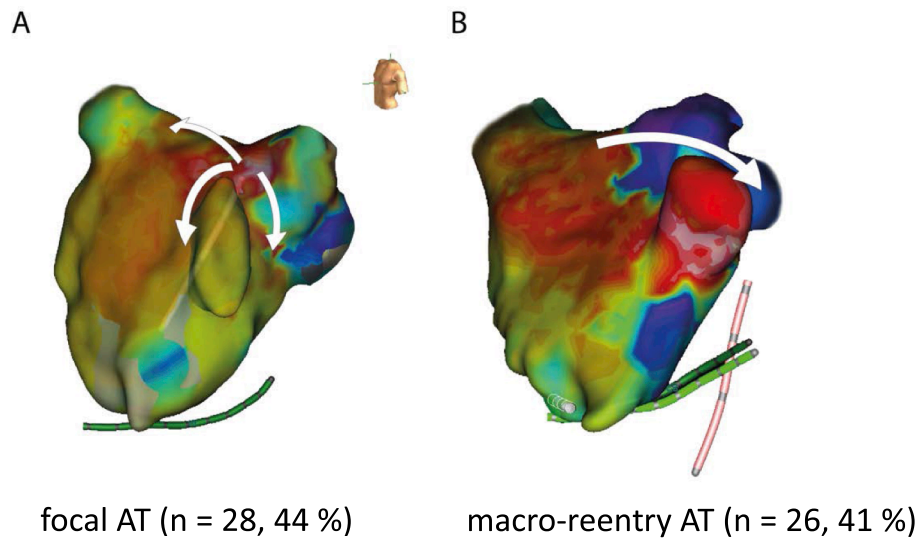 A
B
focal AT (n = 28, 44 %)
macro-reentry AT (n = 26, 41 %)